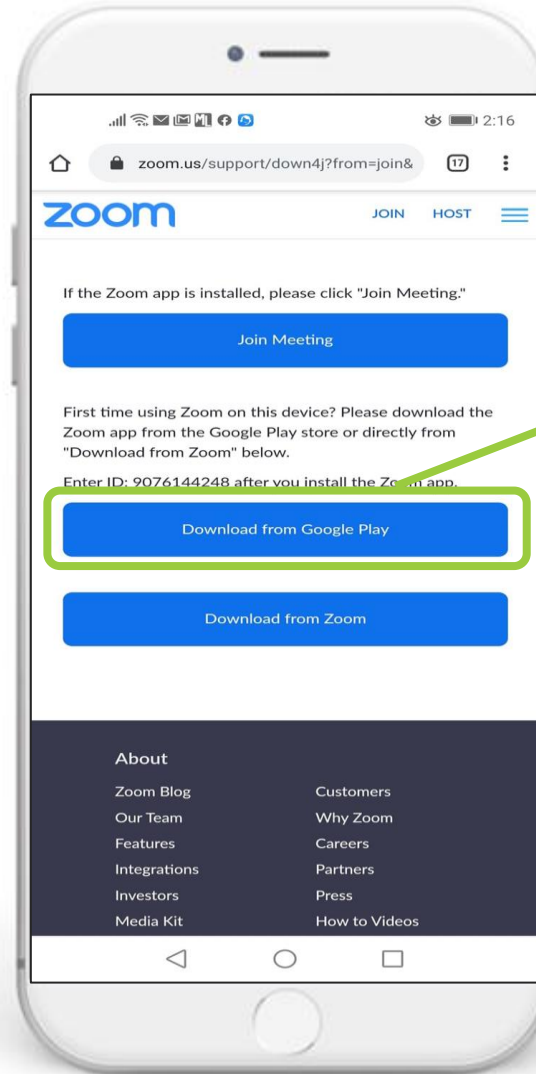 2:16
zoom.us/support/down4j?from=join&
17
zoom
JOIN HOST
If the Zoom app is installed, please click "Join Meeting."
Join Meeting
First time using Zoom on this device? Please download the
Zoom app from the Google Play store or directly from
"Download from Zoom" below.
Enter ID: 9076144248 after you install the Zoom app.
Download from Google Play
Download from Zoom
About
Zoom Blog
Our Team
Features
Integrations
Investors
Media Kit
Customers
Why Zoom
Careers
Partners
Press
How to Videos